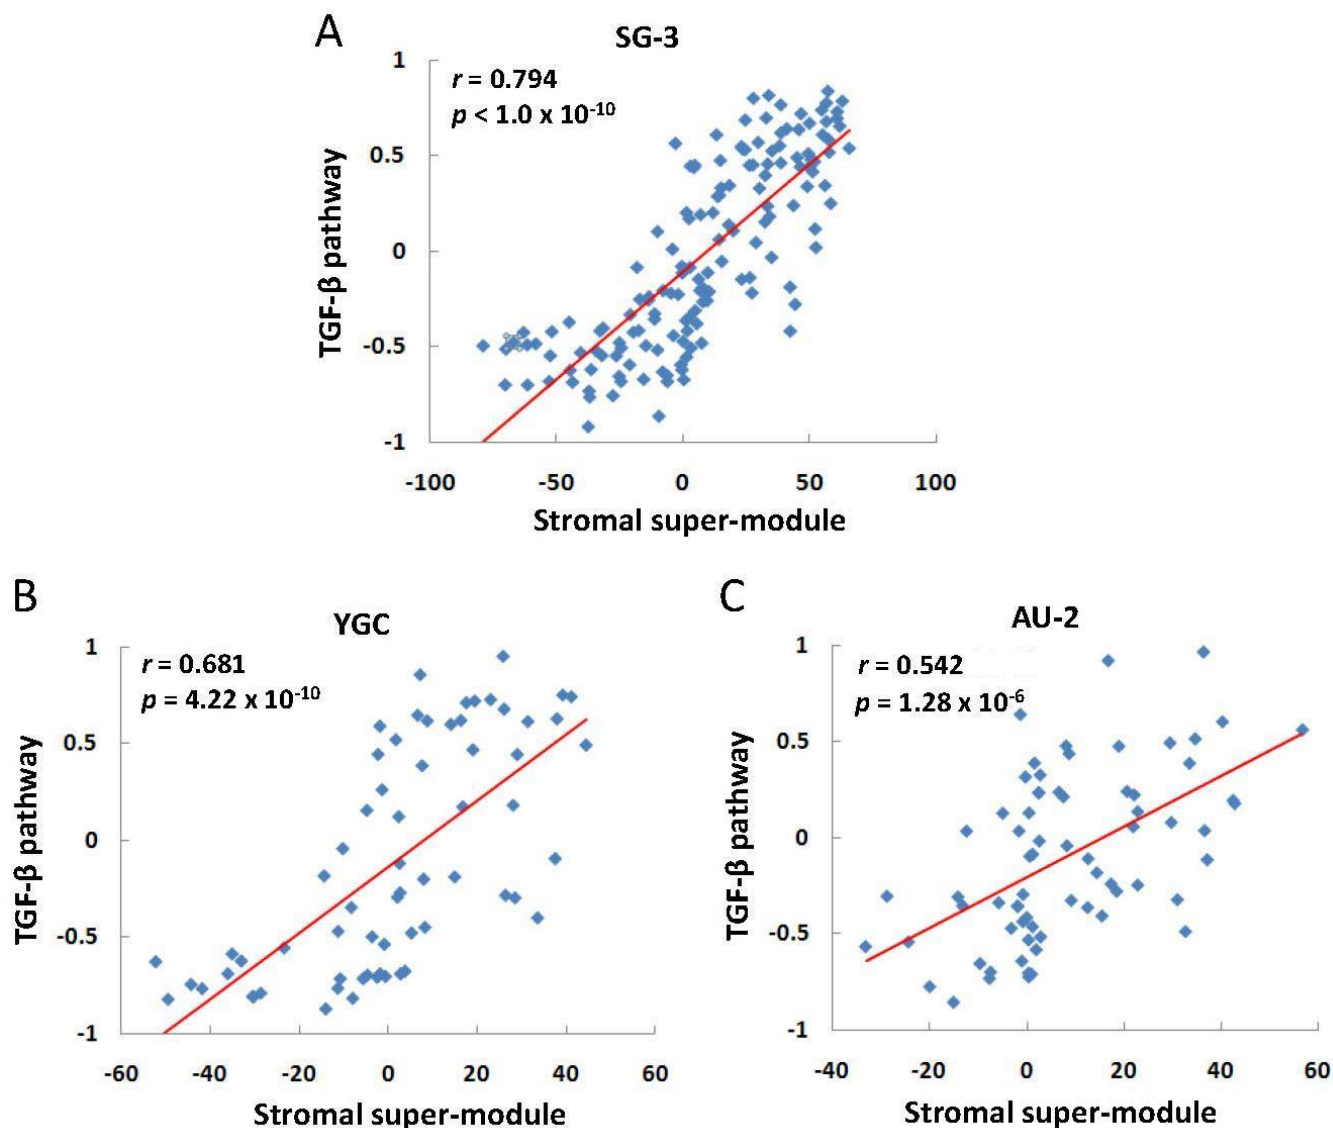 A
SG-3
r = 0.794
p < 1.0 x 10⁻¹⁰
1
0.5
0
-0.5
-1
TGF-β pathway
-100 -50 0 50 100
Stromal super-module
B
YGC
r = 0.681
p = 4.22 x 10⁻¹⁰
1
0.5
0
-0.5
-1
TGF-β pathway
-60 -40 -20 0 20 40 60
Stromal super-module
C
AU-2
r = 0.542
p = 1.28 x 10⁻⁶
1
0.5
0
-0.5
-1
TGF-β pathway
-40 -20 0 20 40 60
Stromal super-module